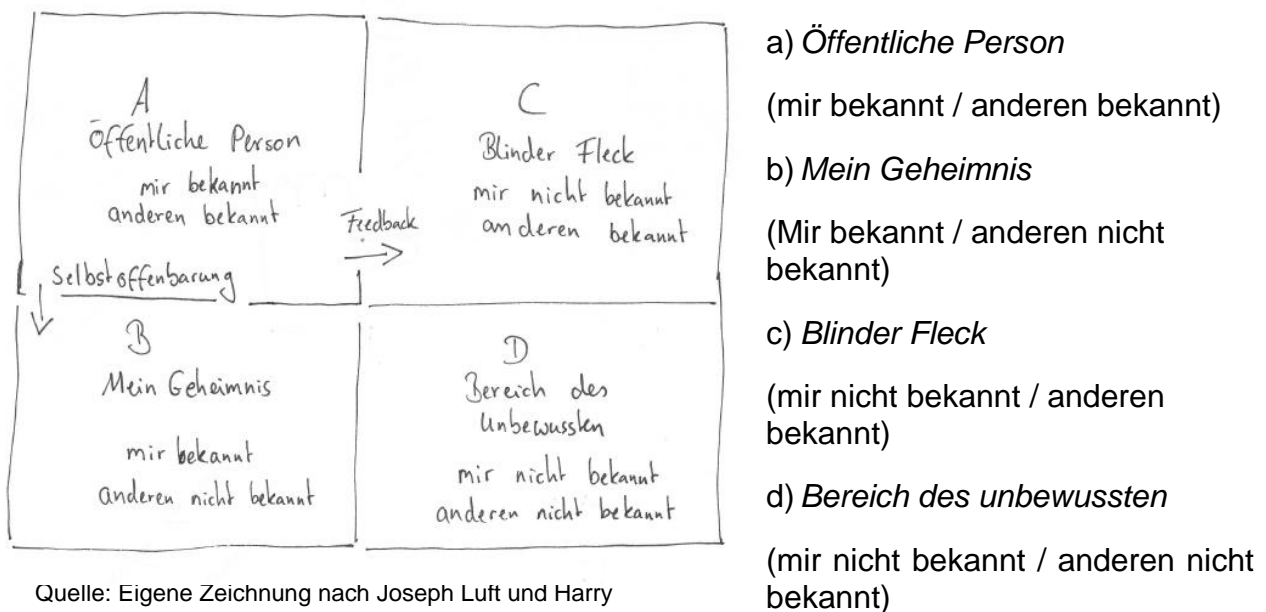 A
Öffentliche Person
mir bekannt
anderen bekannt
Selbstoffenbarung
Feedback
C
Blinder Fleck
mir nicht bekannt
anderen bekannt
B
Mein Geheimnis
mir bekannt
anderen nicht bekannt
D
Bereich des
Unbewussten
mir nicht bekannt
anderen nicht bekannt
Quelle: Eigene Zeichnung nach Joseph Luft und Harry
a) Öffentliche Person
(mir bekannt / anderen bekannt)
b) Mein Geheimnis
(Mir bekannt / anderen nicht
bekannt)
c) Blinder Fleck
(mir nicht bekannt / anderen
bekannt)
d) Bereich des unbewussten
(mir nicht bekannt / anderen nicht
bekannt)